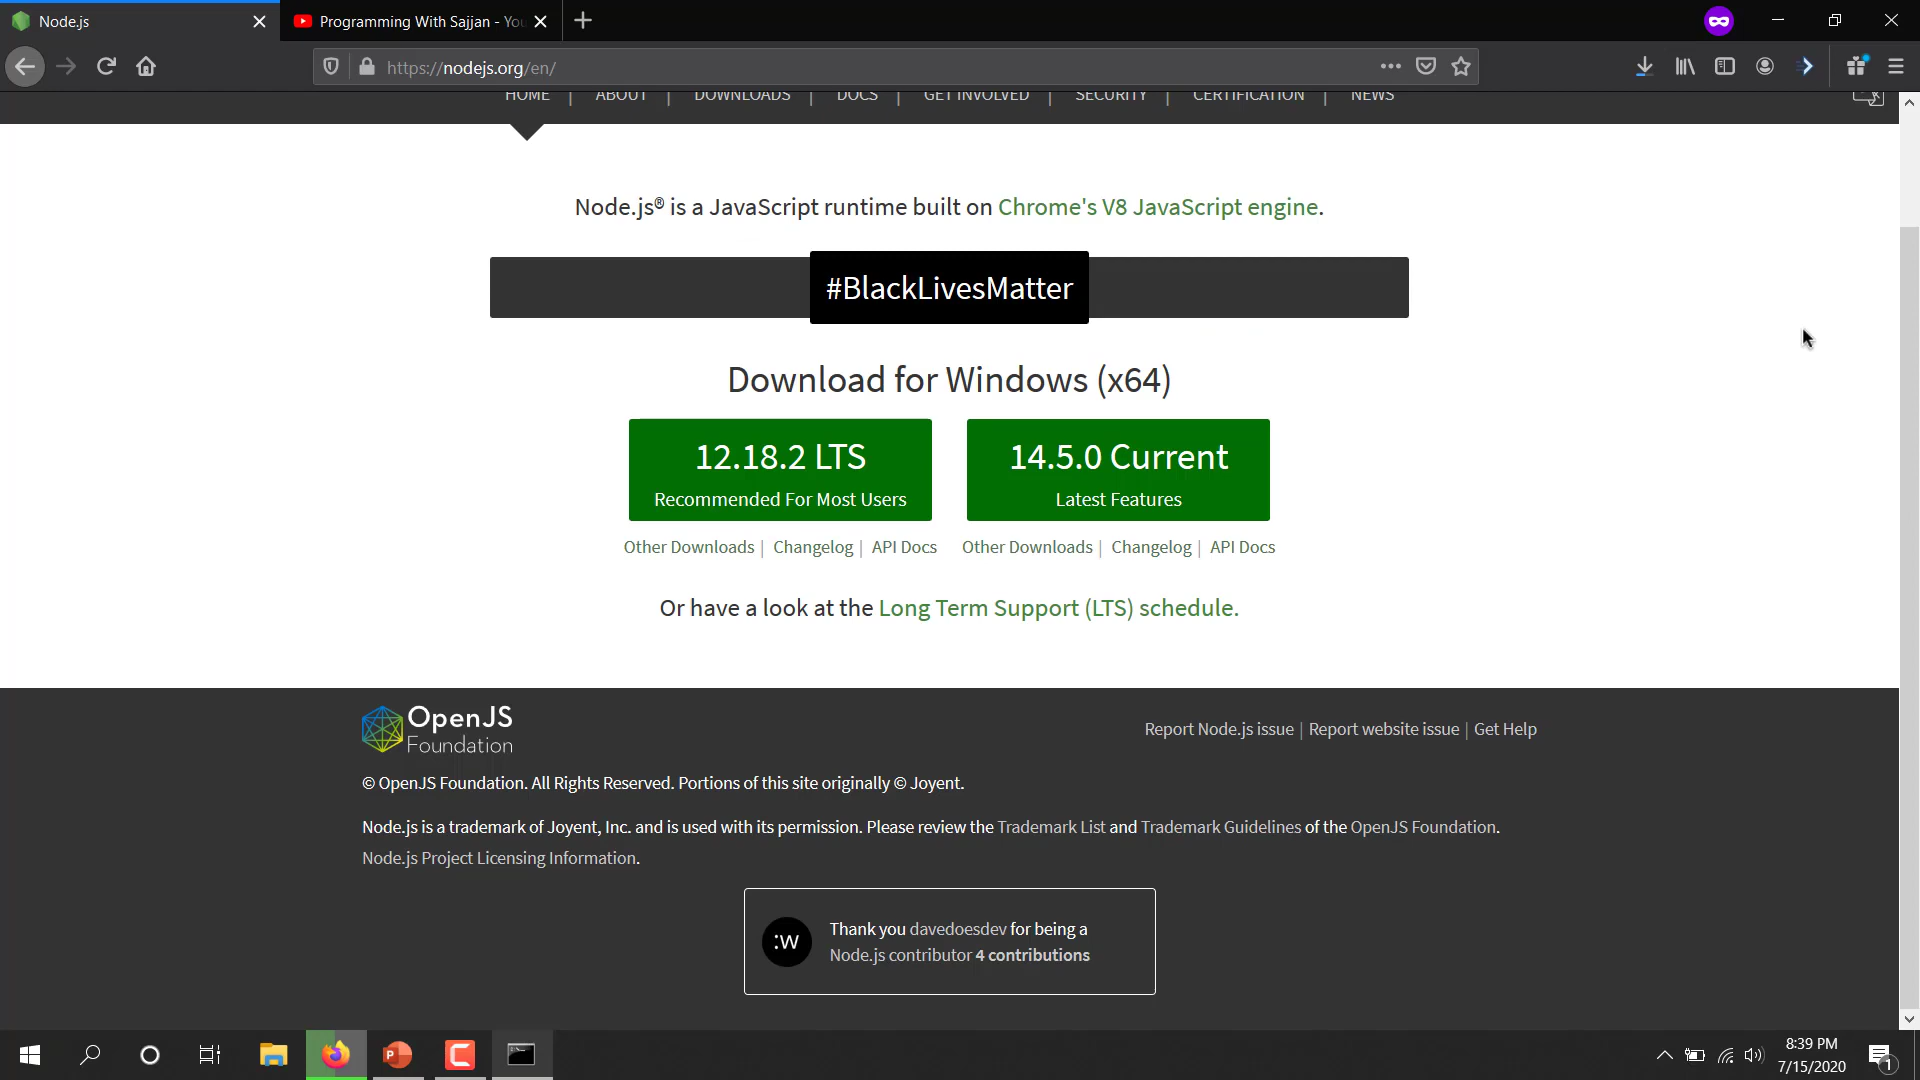 Node.js
Programming With Sajjan - You
https://nodejs.org/en/
HOME | ABOUT | DOWNLOADS | DOCS | GET INVOLVED | SECURITY | CERTIFICATION | NEWS
Node.js® is a JavaScript runtime built on Chrome's V8 JavaScript engine.
#BlackLivesMatter
Download for Windows (x64)
12.18.2 LTS
Recommended For Most Users
14.5.0 Current
Latest Features
Other Downloads | Changelog | API Docs
Other Downloads | Changelog | API Docs
Or have a look at the Long Term Support (LTS) schedule.
OpenJS
Foundation
Report Node.js issue | Report website issue | Get Help
© OpenJS Foundation. All Rights Reserved. Portions of this site originally © Joyent.
Node.js is a trademark of Joyent, Inc. and is used with its permission. Please review the Trademark List and Trademark Guidelines of the OpenJS Foundation.
Node.js Project Licensing Information.
:w
Thank you davedoesdev for being a
Node.js contributor 4 contributions
P
8:39 PM
7/15/2020
1